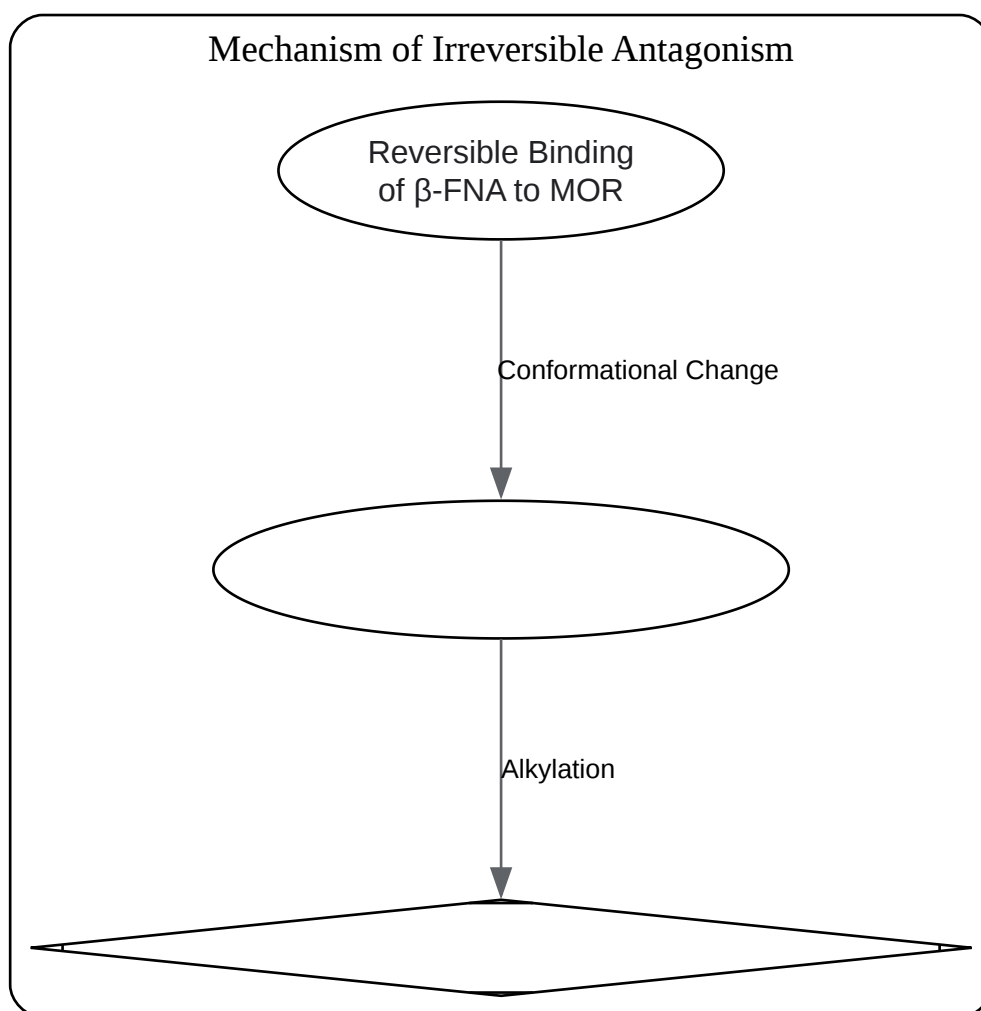 Mechanism of Irreversible Antagonism
Reversible Binding
of β-FNA to MOR
Conformational Change
Alkylation